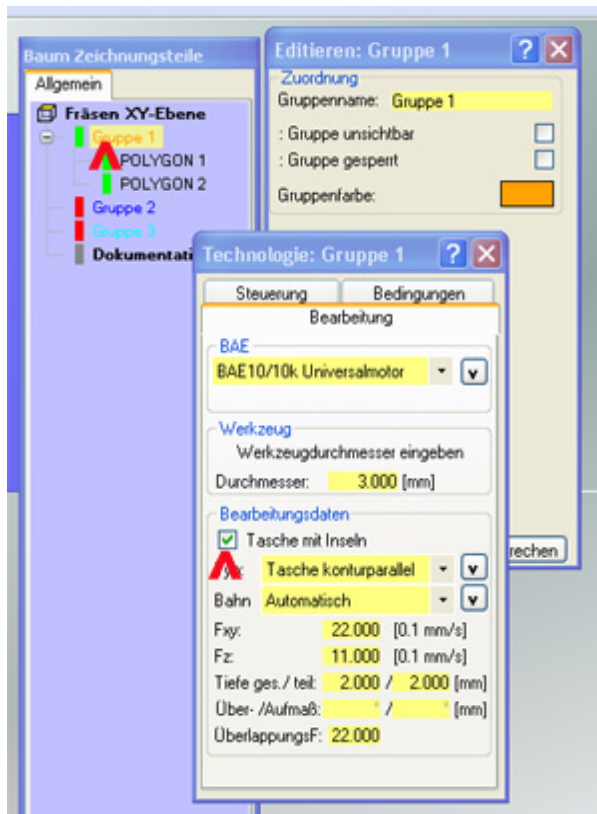 Baum Zeichnungsteile
Allgemein
Fräsen XY-Ebene
Gruppe 1
POLYGON 1
POLYGON 2
Gruppe 2
Gruppe 3
Dokumentati
Editieren: Gruppe 1
Zuordnung
Gruppenname: Gruppe 1
: Gruppe unsichtbar
: Gruppe gesperrt
Gruppenfarbe:
rechen
Technologie: Gruppe 1
Steuerung Bedingungen
Bearbeitung
BAE
BAE10/10k Universalmotor
Werkzeug
Werkzeugdurchmesser eingeben
Durchmesser: 3.000 [mm]
Bearbeitungsdaten
Tasche mit Inseln
Tasche konturparallel
Bahn Automatisch
Fxy: 22.000 [0.1 mm/s]
Fz: 11.000 [0.1 mm/s]
Tiefe ges./ teil: 2.000 / 2.000 [mm]
Über- /Aufmaß: * / * [mm]
ÜberlappungsF: 22.000